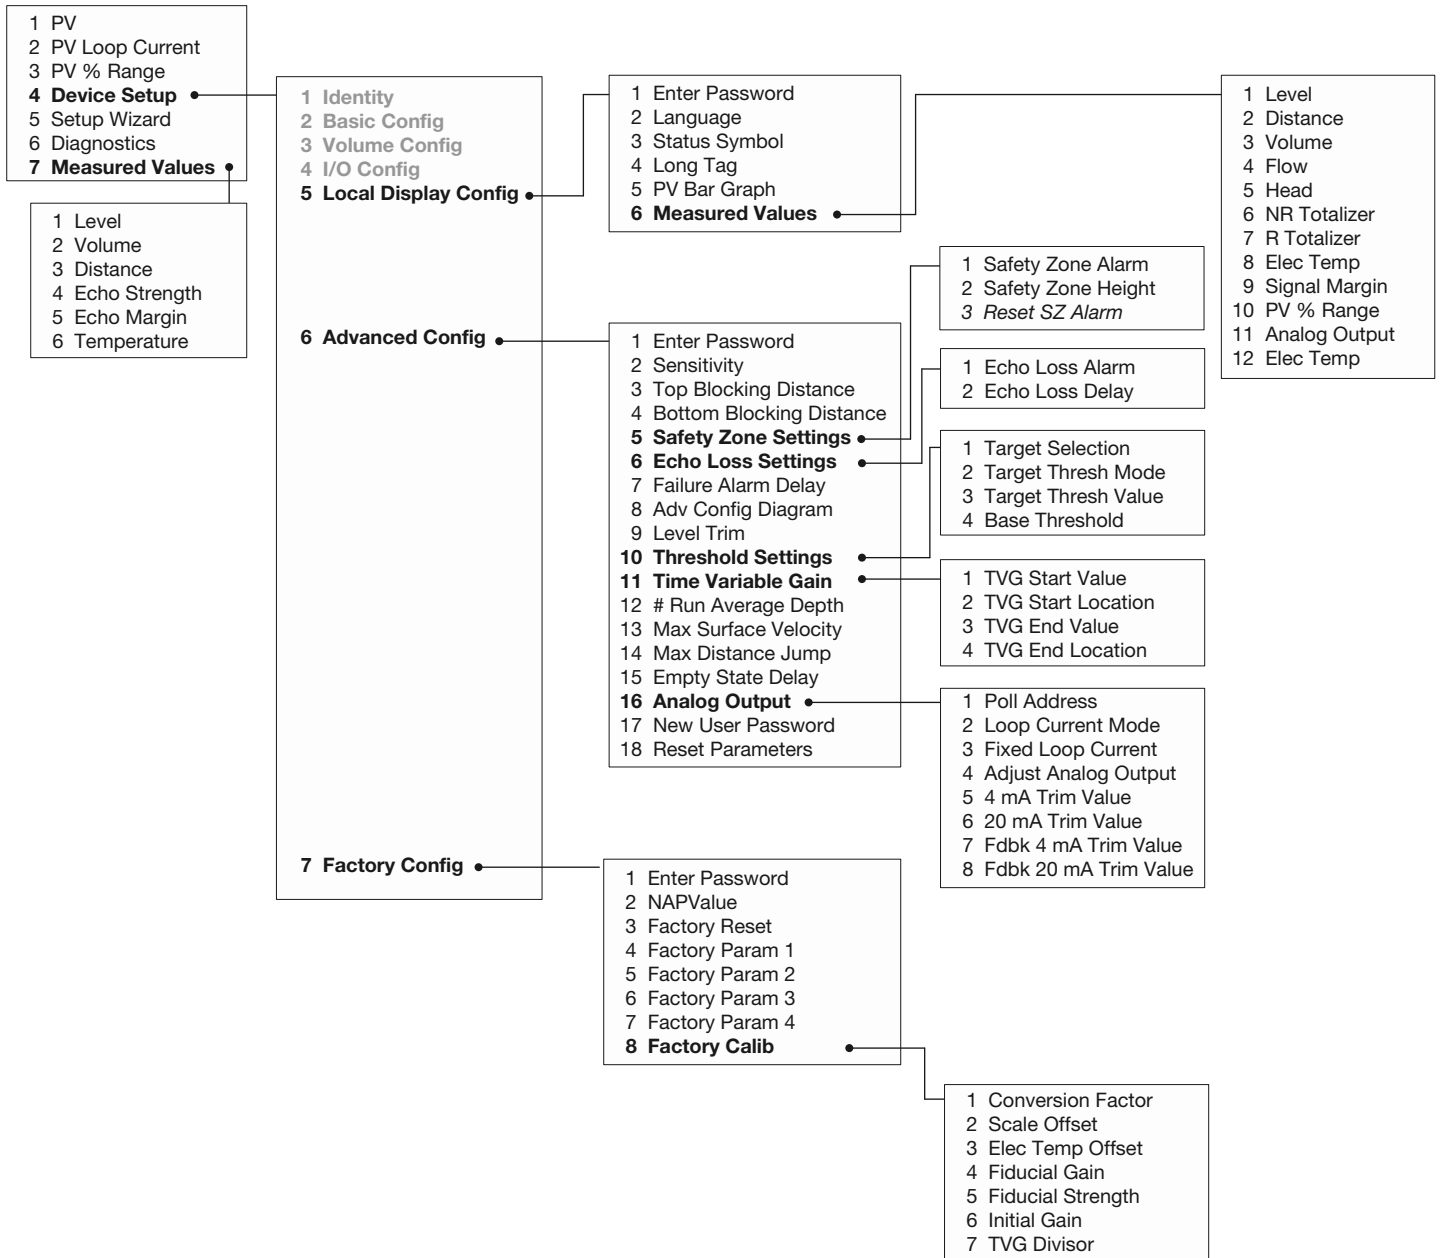 1 PV
2 PV Loop Current
3 PV % Range
4 Device Setup
5 Setup Wizard
6 Diagnostics
7 Measured Values
1 Level
2 Volume
3 Distance
4 Echo Strength
5 Echo Margin
6 Temperature
1 Identity
2 Basic Config
3 Volume Config
4 I/O Config
5 Local Display Config
6 Advanced Config
7 Factory Config
1 Enter Password
2 Language
3 Status Symbol
4 Long Tag
5 PV Bar Graph
6 Measured Values
1 Level
2 Distance
3 Volume
4 Flow
5 Head
6 NR Totalizer
7 R Totalizer
8 Elec Temp
9 Signal Margin
10 PV % Range
11 Analog Output
12 Elec Temp
1 Enter Password
2 Sensitivity
3 Top Blocking Distance
4 Bottom Blocking Distance
5 Safety Zone Settings
6 Echo Loss Settings
7 Failure Alarm Delay
8 Adv Config Diagram
9 Level Trim
10 Threshold Settings
11 Time Variable Gain
12 # Run Average Depth
13 Max Surface Velocity
14 Max Distance Jump
15 Empty State Delay
16 Analog Output
17 New User Password
18 Reset Parameters
1 Safety Zone Alarm
2 Safety Zone Height
3 Reset SZ Alarm
1 Echo Loss Alarm
2 Echo Loss Delay
1 Target Selection
2 Target Thresh Mode
3 Target Thresh Value
4 Base Threshold
1 TVG Start Value
2 TVG Start Location
3 TVG End Value
4 TVG End Location
1 Poll Address
2 Loop Current Mode
3 Fixed Loop Current
4 Adjust Analog Output
5 4 mA Trim Value
6 20 mA Trim Value
7 Fdbk 4 mA Trim Value
8 Fdbk 20 mA Trim Value
1 Enter Password
2 NAPValue
3 Factory Reset
4 Factory Param 1
5 Factory Param 2
6 Factory Param 3
7 Factory Param 4
8 Factory Calib
1 Conversion Factor
2 Scale Offset
3 Elec Temp Offset
4 Fiducial Gain
5 Fiducial Strength
6 Initial Gain
7 TVG Divisor